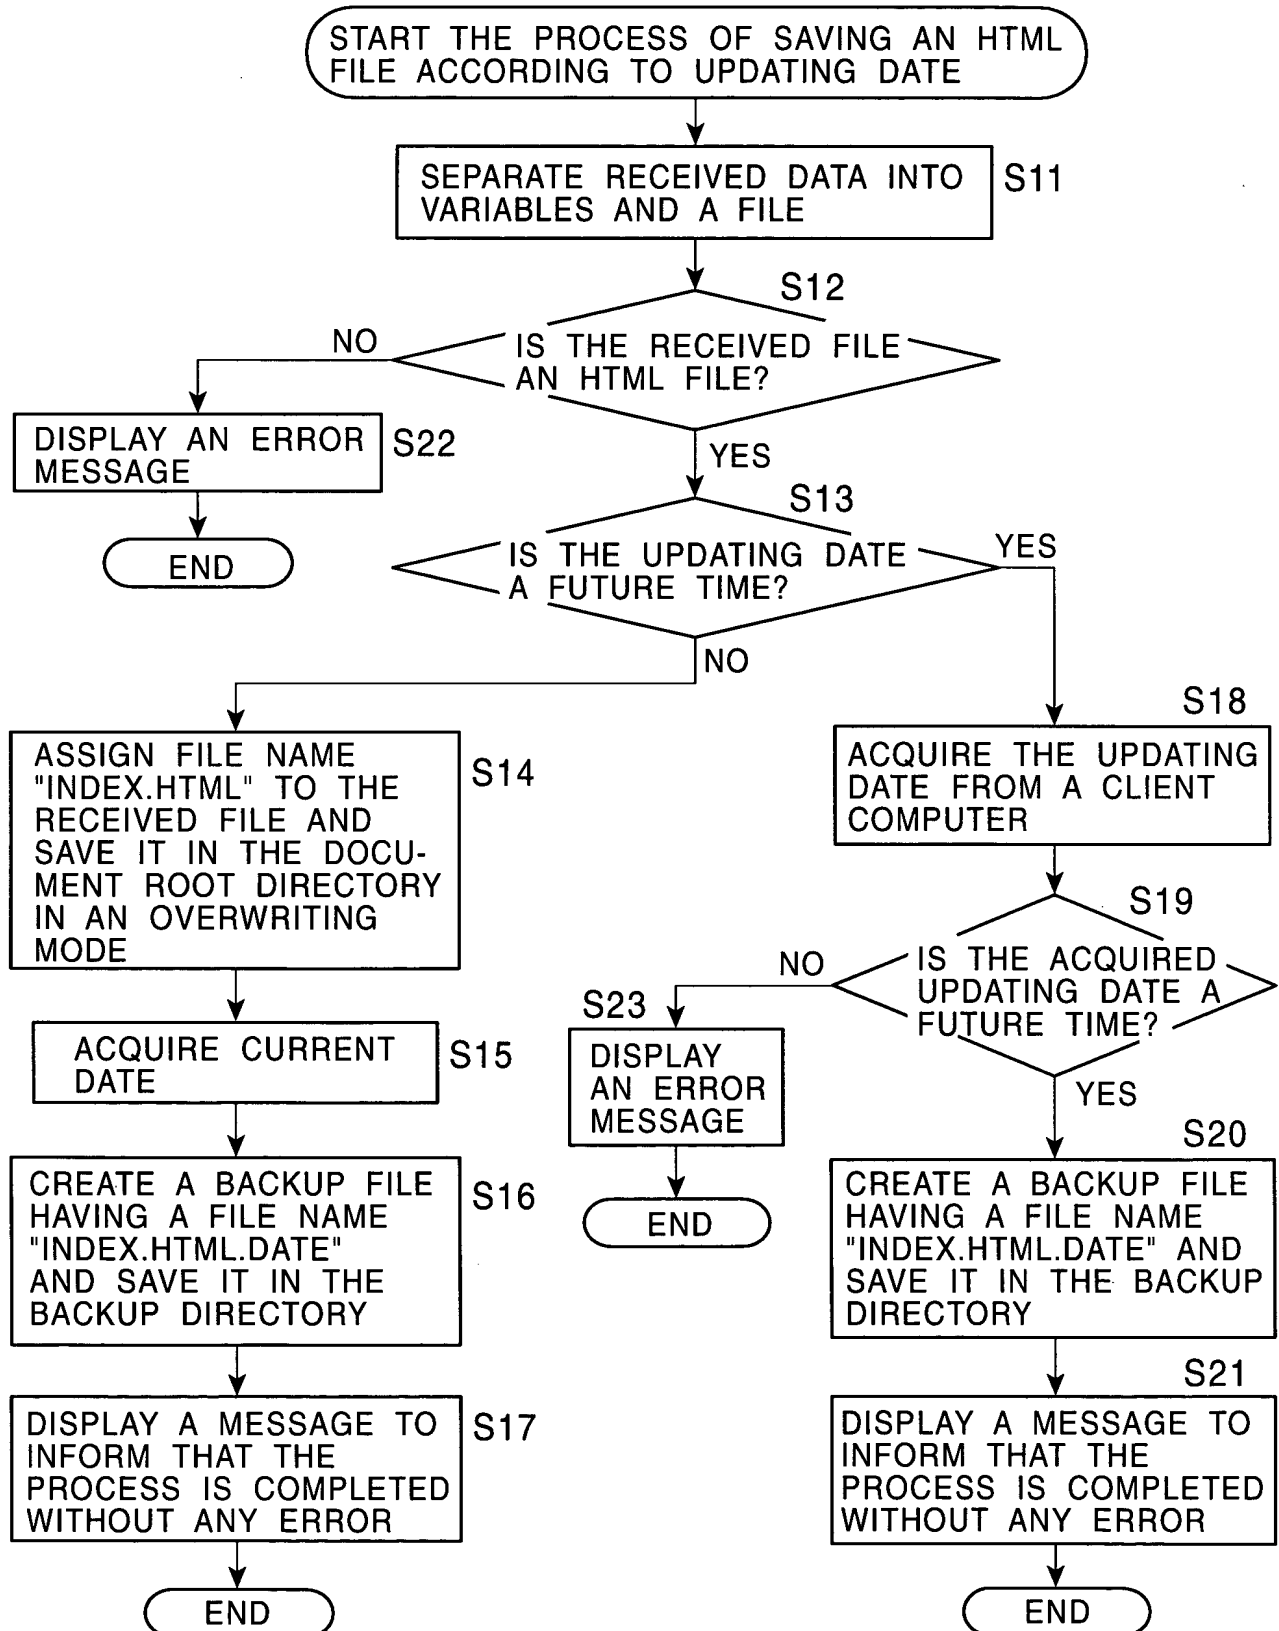 START THE PROCESS OF SAVING AN HTML
FILE ACCORDING TO UPDATING DATE
SEPARATE RECEIVED DATA INTO
VARIABLES AND A FILE
S11
S12
IS THE RECEIVED FILE
AN HTML FILE?
NO
YES
DISPLAY AN ERROR
MESSAGE
S22
END
S13
IS THE UPDATING DATE
A FUTURE TIME?
YES
NO
ASSIGN FILE NAME
"INDEX.HTML" TO THE
RECEIVED FILE AND
SAVE IT IN THE DOCU-
MENT ROOT DIRECTORY
IN AN OVERWRITING
MODE
S14
ACQUIRE CURRENT
DATE
S15
CREATE A BACKUP FILE
HAVING A FILE NAME
"INDEX.HTML.DATE"
AND SAVE IT IN THE
BACKUP DIRECTORY
S16
DISPLAY A MESSAGE TO
INFORM THAT THE
PROCESS IS COMPLETED
WITHOUT ANY ERROR
S17
END
S18
ACQUIRE THE UPDATING
DATE FROM A CLIENT
COMPUTER
S19
IS THE ACQUIRED
UPDATING DATE A
FUTURE TIME?
NO
YES
S23
DISPLAY
AN ERROR
MESSAGE
END
S20
CREATE A BACKUP FILE
HAVING A FILE NAME
"INDEX.HTML.DATE" AND
SAVE IT IN THE BACKUP
DIRECTORY
S21
DISPLAY A MESSAGE TO
INFORM THAT THE
PROCESS IS COMPLETED
WITHOUT ANY ERROR
END